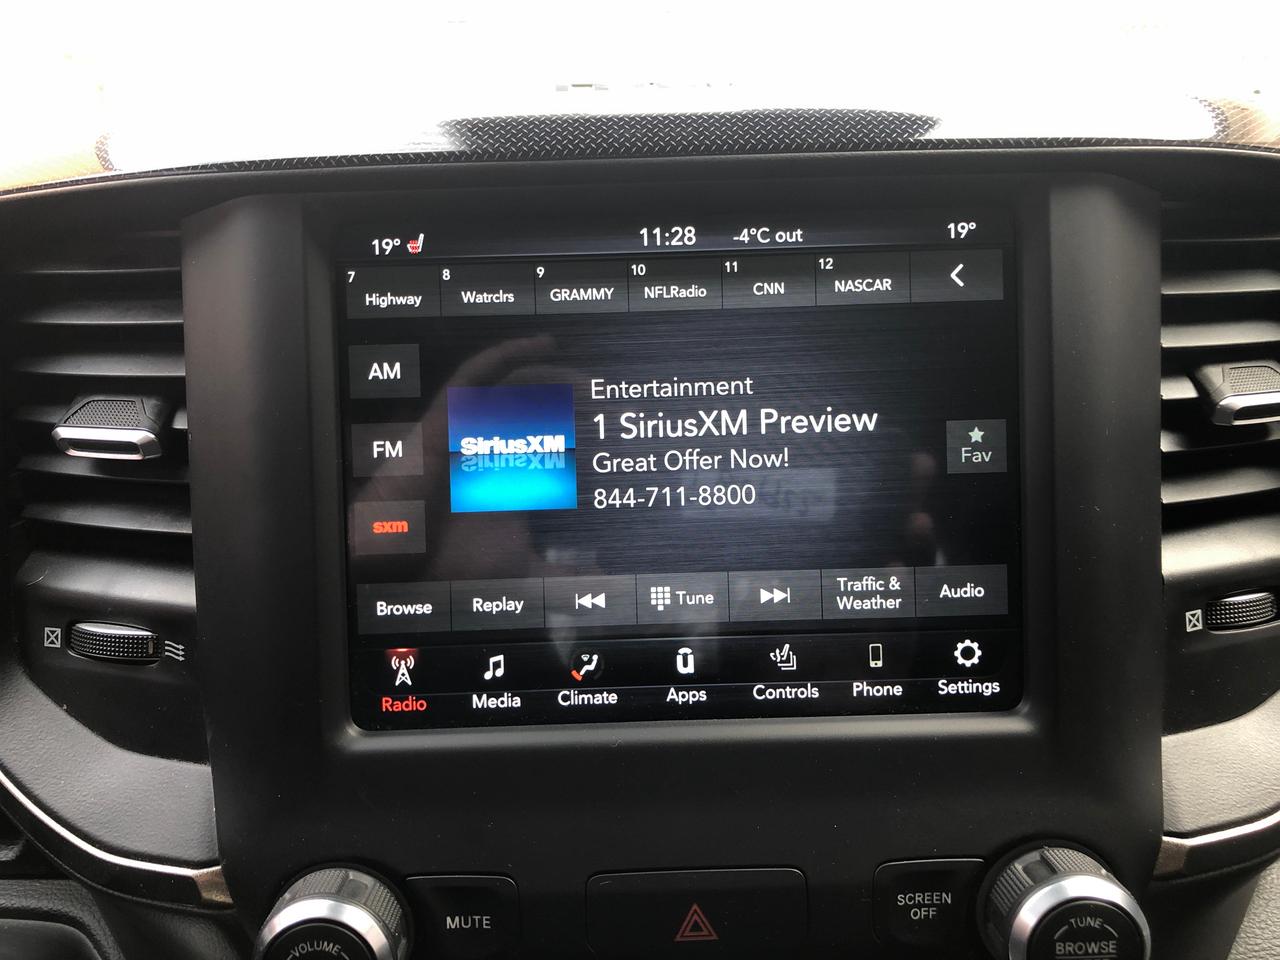 19°
11:28
-4°C out
19°
7 Highway
8 Watrclrs
9 GRAMMY
10 NFLRadio
11 CNN
12 NASCAR
AM
FM
sxm
SiriusXM
Entertainment
1 SiriusXM Preview
Great Offer Now!
844-711-8800
Fav
Browse
Replay
Tune
Traffic &
Weather
Audio
Radio
Media
Climate
Apps
Controls
Phone
Settings
VOLUME
MUTE
SCREEN
OFF
TUNE
BROWSE